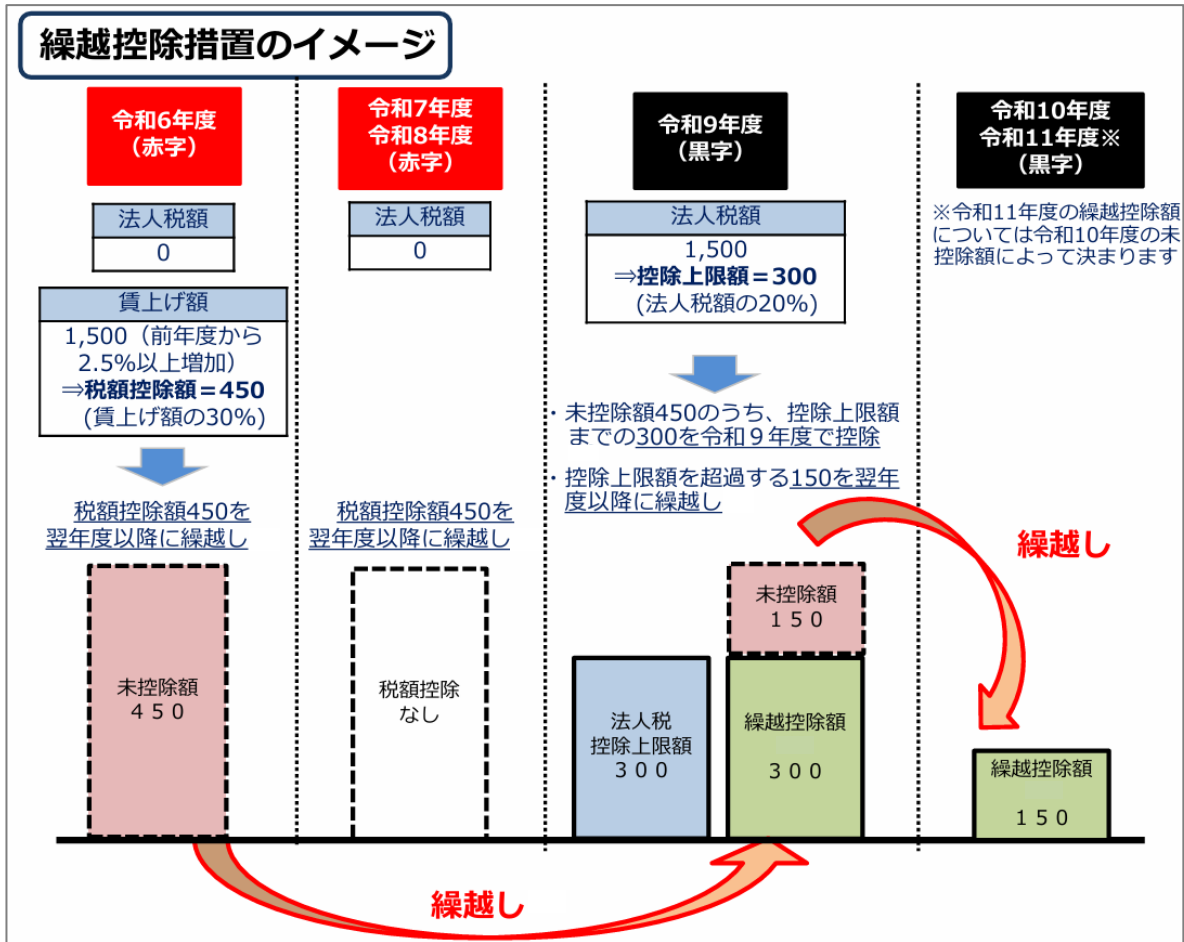 繰越控除措置のイメージ
令和6年度
（赤字）
法人税額
0
賃上げ額
1,500（前年度から
2.5%以上増加）
⇒税額控除額＝450
(賃上げ額の30%)
税額控除額450を
翌年度以降に繰越し
未控除額
４５０
令和7年度
令和8年度
（赤字）
法人税額
0
税額控除額450を
翌年度以降に繰越し
税額控除
なし
令和9年度
（黒字）
法人税額
1,500
⇒控除上限額＝300
(法人税額の20%)
・未控除額450のうち、控除上限額
までの300を令和９年度で控除
・控除上限額を超過する150を翌年
度以降に繰越し
法人税
控除上限額
３００
未控除額
１５０
繰越控除額
３００
令和10年度
令和11年度※
（黒字）
※令和11年度の繰越控除額
については令和10年度の未
控除額によって決まります
繰越し
繰越控除額
１５０
繰越し